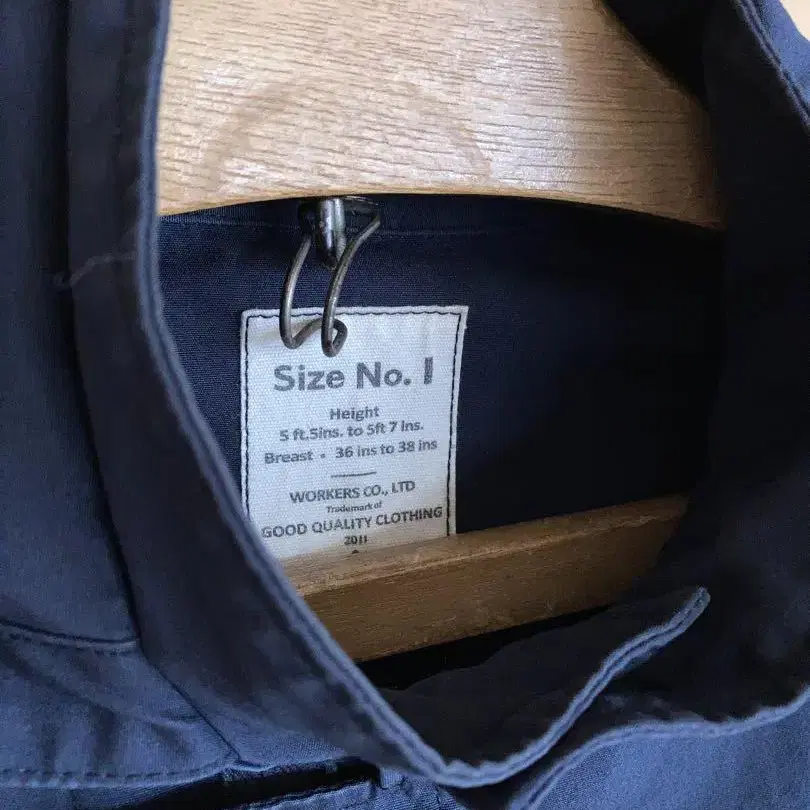 Size No. 1
Height
5 ft.5ins. to 5ft 7 ins.
Breast • 36 ins to 38 ins
WORKERS CO., LTD
Trademark of
GOOD QUALITY CLOTHING
2011